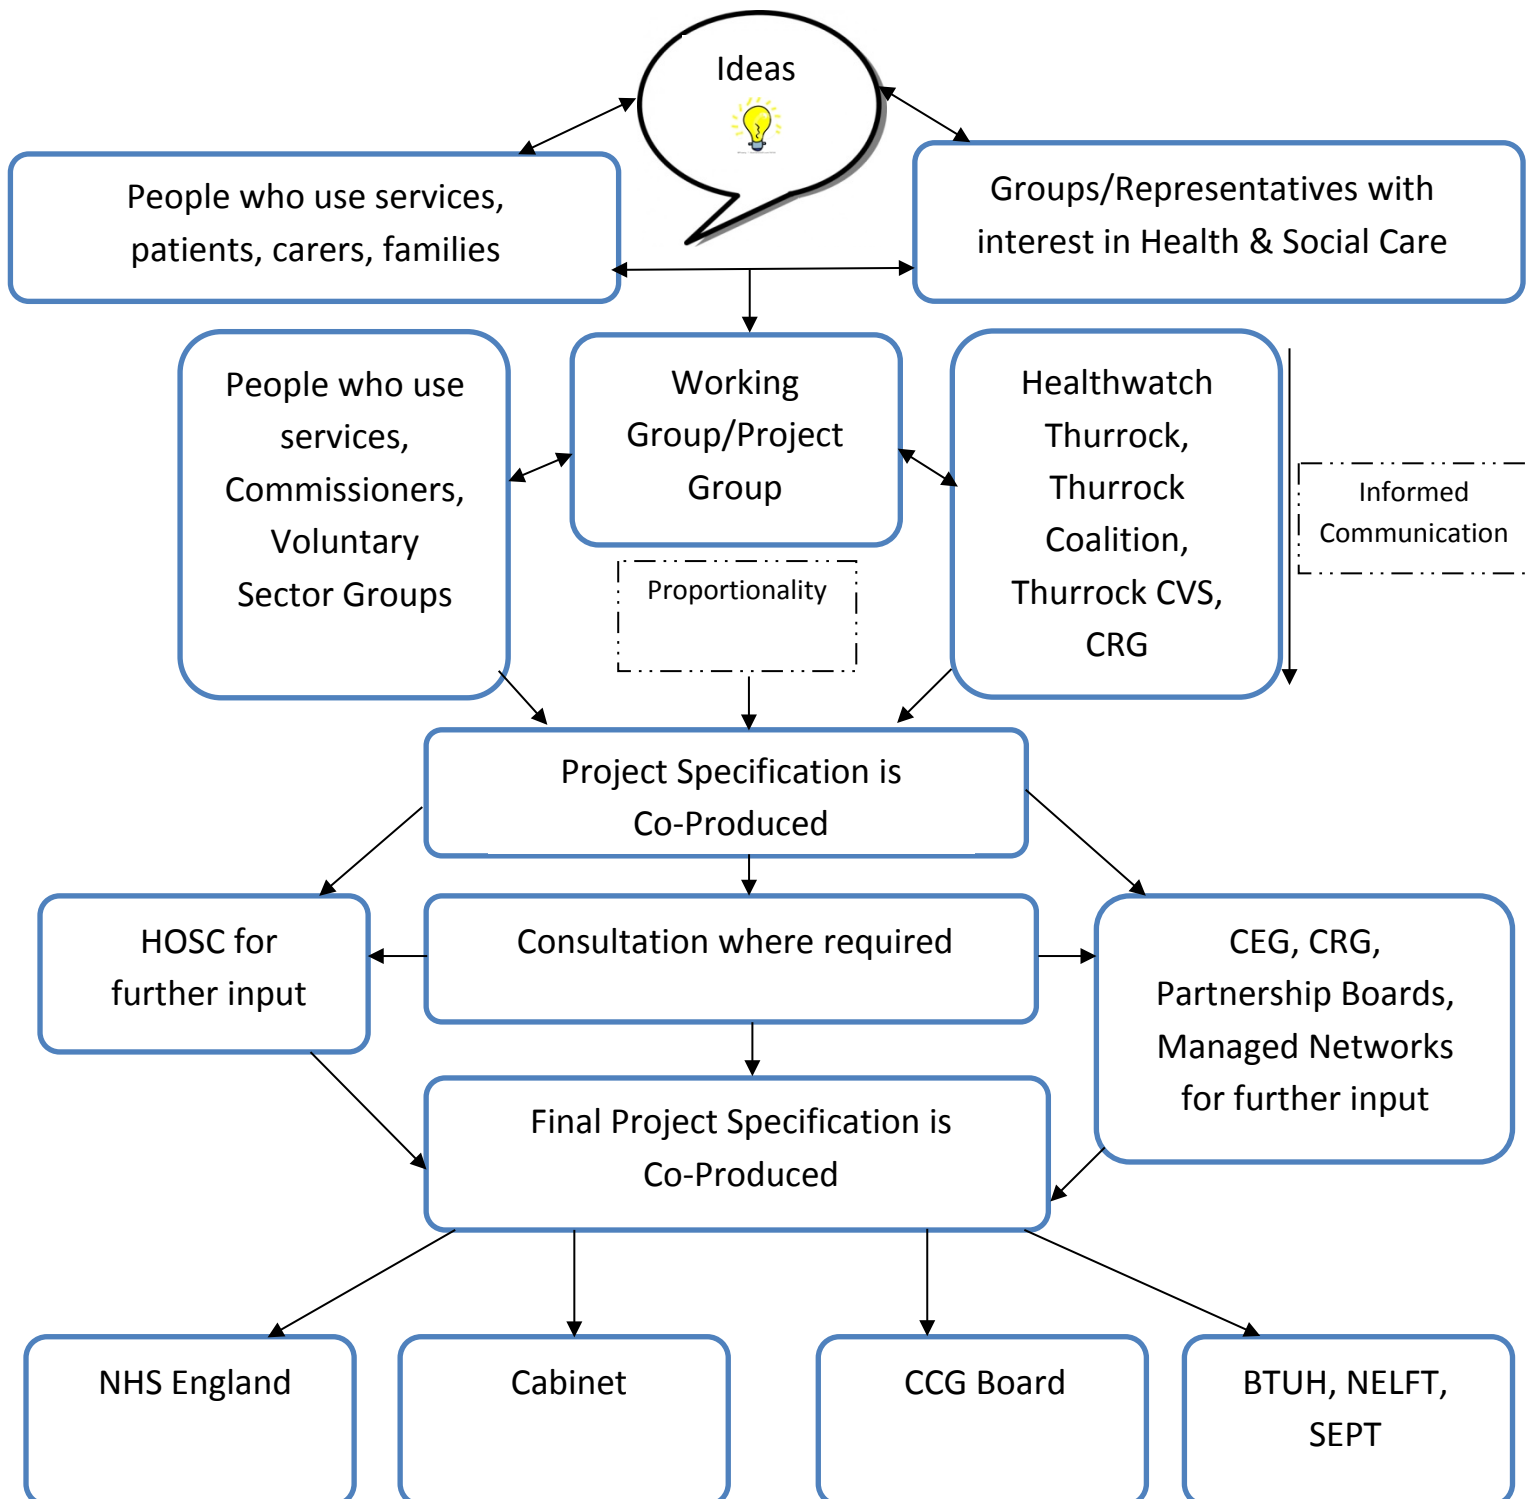 Ideas
People who use services,
patients, carers, families
Groups/Representatives with
interest in Health & Social Care
People who use
services,
Commissioners,
Voluntary
Sector Groups
Working
Group/Project
Group
Healthwatch
Thurrock,
Thurrock
Coalition,
Thurrock CVS,
CRG
Informed
Communication
Proportionality
Project Specification is
Co-Produced
HOSC for
further input
Consultation where required
CEG, CRG,
Partnership Boards,
Managed Networks
for further input
Final Project Specification is
Co-Produced
NHS England
Cabinet
CCG Board
BTUH, NELFT,
SEPT